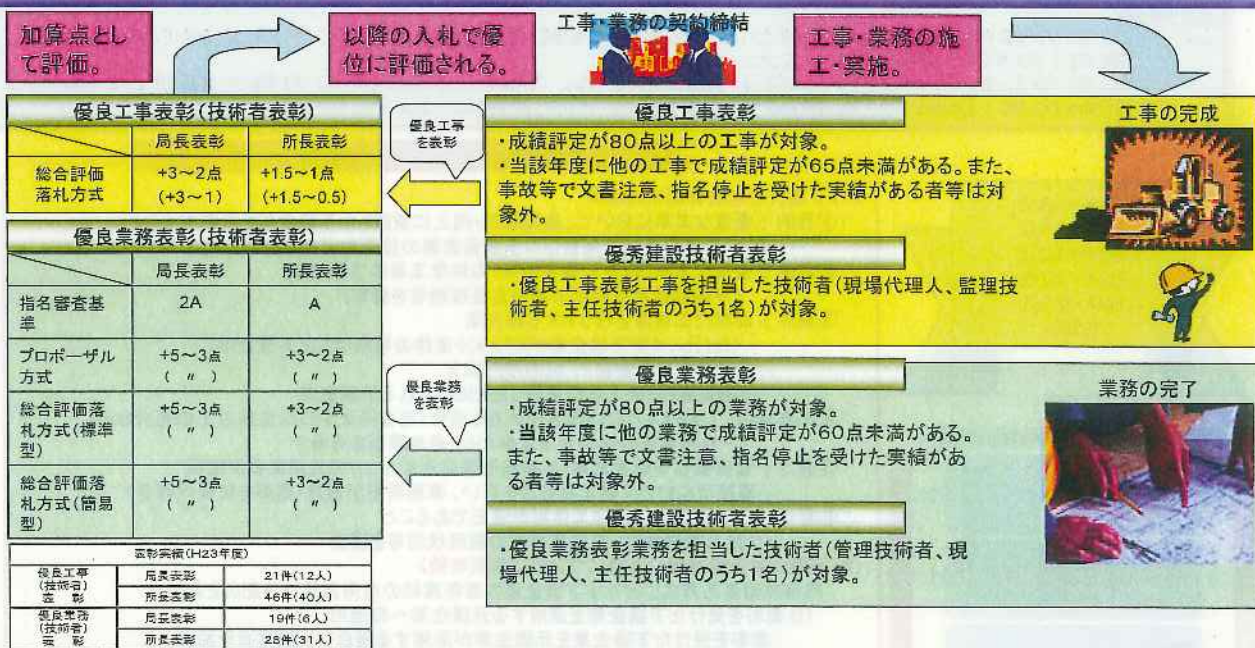 加算点とし
て評価。
以降の入札で優
位に評価される。
工事・業務の契約締結
工事・業務の施
工・実施。
優良工事表彰(技術者表彰)
局長表彰 所長表彰
総合評価
落札方式
+3～2点
(+3～1)
+1.5～1点
(+1.5～0.5)
優良工事
を表彰
優良工事表彰
・成績評定が80点以上の工事が対象。
・当該年度に他の工事で成績評定が65点未満がある。また、
事故等で文書注意、指名停止を受けた実績がある者等は対
象外。
優秀建設技術者表彰
・優良工事表彰工事を担当した技術者(現場代理人、監理技
術者、主任技術者のうち1名)が対象。
工事の完成
優良業務表彰(技術者表彰)
局長表彰 所長表彰
指名審査基
準
2A A
プロポーザル
方式
+5～3点
( 〃 )
+3～2点
( 〃 )
総合評価落
札方式(標準
型)
+5～3点
( 〃 )
+3～2点
( 〃 )
総合評価落
札方式(簡易
型)
+5～3点
( 〃 )
+3～2点
( 〃 )
優良業務
を表彰
優良業務表彰
・成績評定が80点以上の業務が対象。
・当該年度に他の業務で成績評定が60点未満がある。
また、事故等で文書注意、指名停止を受けた実績があ
る者等は対象外。
優秀建設技術者表彰
・優良業務表彰業務を担当した技術者(管理技術者、現
場代理人、主任技術者のうち1名)が対象。
業務の完了
表彰実績(H23年度)
優良工事
(技術者)
表 彰
局長表彰 21件(12人)
所長表彰 46件(40人)
優良業務
(技術者)
表 彰
局長表彰 19件(6人)
所長表彰 28件(31人)